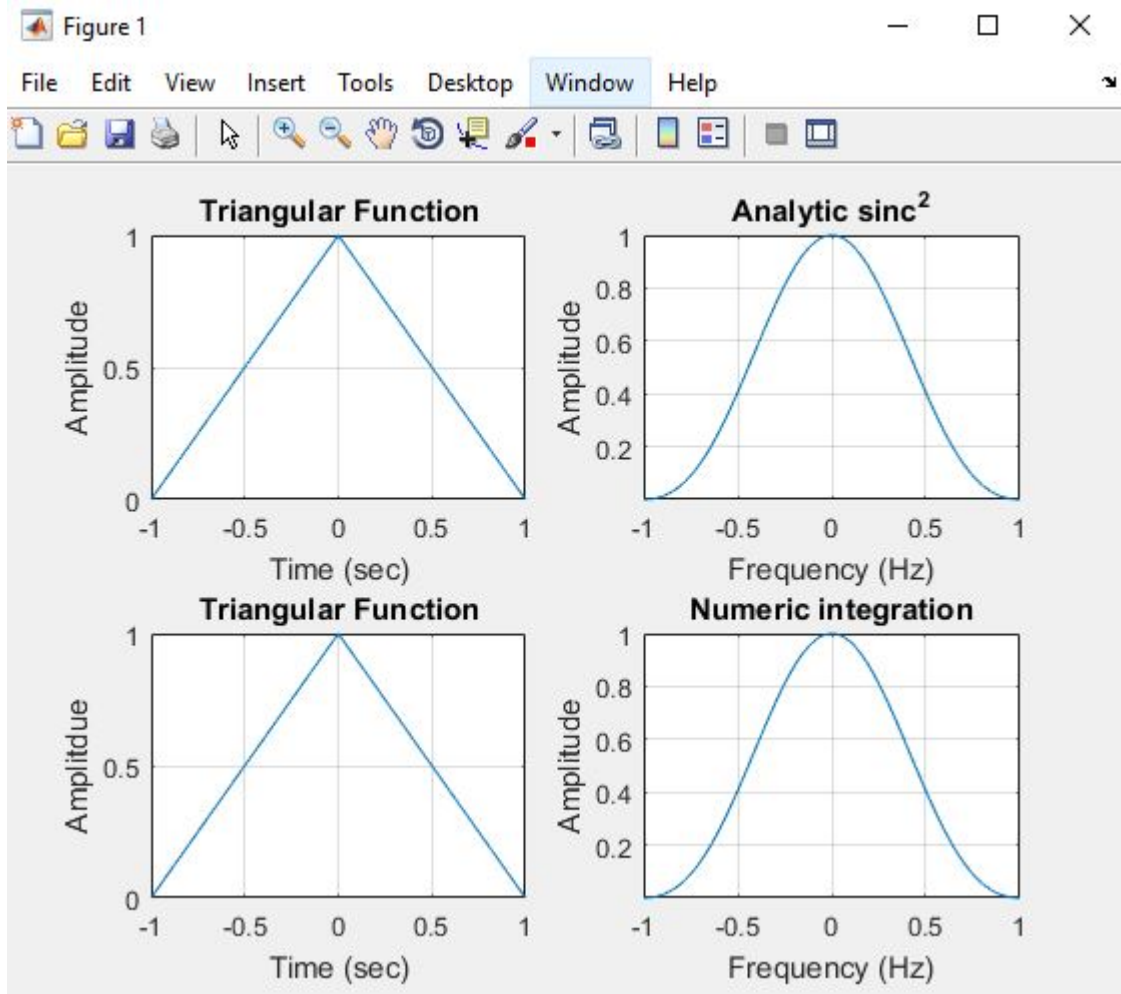 Figure 1
File Edit View Insert Tools Desktop Window Help
Triangular Function
Amplitude
1
0.5
0
-1 -0.5 0 0.5 1
Time (sec)
Analytic sinc²
Amplitude
1
0.8
0.6
0.4
0.2
-1 -0.5 0 0.5 1
Frequency (Hz)
Triangular Function
Amplitdue
1
0.5
0
-1 -0.5 0 0.5 1
Time (sec)
Numeric integration
Amplitude
1
0.8
0.6
0.4
0.2
-1 -0.5 0 0.5 1
Frequency (Hz)